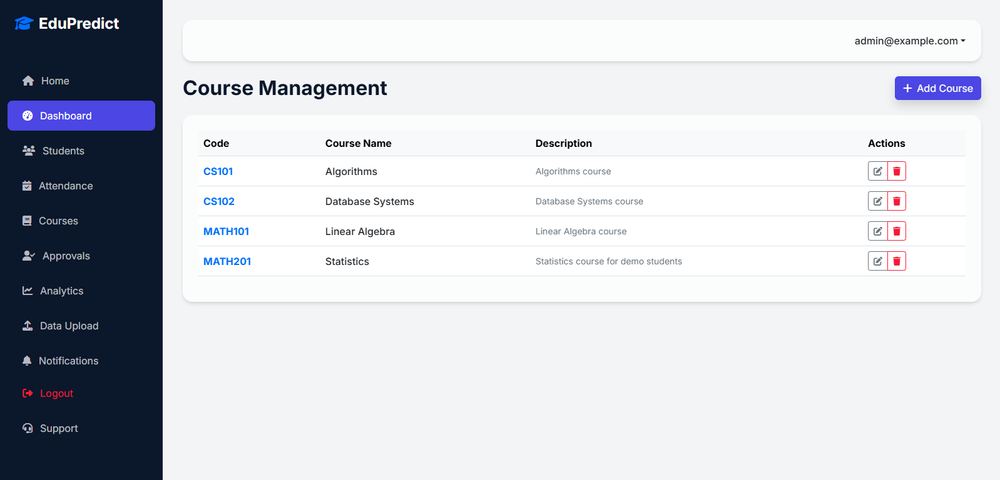 EduPredict
Home
Dashboard
Students
Attendance
Courses
Approvals
Analytics
Data Upload
Notifications
Logout
Support
admin@example.com
Course Management
Add Course
Code Course Name Description Actions
CS101 Algorithms Algorithms course
CS102 Database Systems Database Systems course
MATH101 Linear Algebra Linear Algebra course
MATH201 Statistics Statistics course for demo students